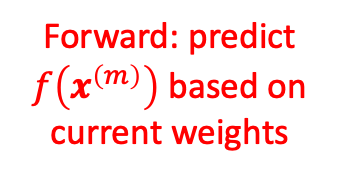 Forward: predict
f(x^(m)) based on
current weights